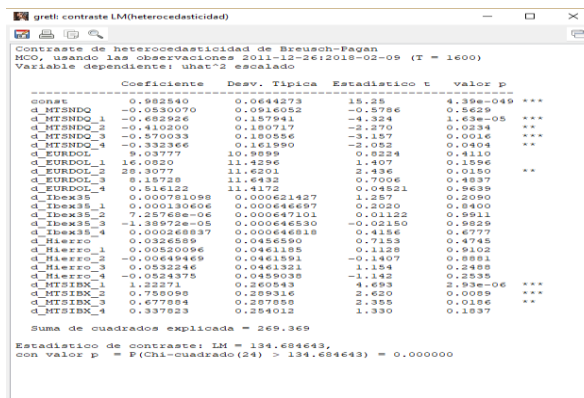 gretl: contraste LM(heterocedasticidad)
Contraste de heterocedasticidad de Breusch-Pagan
MCO, usando las observaciones 2011-12-26:2018-02-09 (T = 1600)
Variable dependiente: uhat^2 escalado
Coeficiente Desv. Típica Estadístico t valor p
const 0.982540 0.0644273 15.25 4.39e-049 ***
d_MTSNDQ -0.0530070 0.0916052 -0.5786 0.5629
d_MTSNDQ_1 -0.682926 0.157941 -4.324 1.63e-05 ***
d_MTSNDQ_2 -0.410200 0.180717 -2.270 0.0234 **
d_MTSNDQ_3 -0.570033 0.180556 -3.157 0.0016 ***
d_MTSNDQ_4 -0.332366 0.161990 -2.052 0.0404 **
d_EURDOL 9.03777 10.9899 0.8224 0.4110
d_EURDOL_1 16.0820 11.4296 1.407 0.1596
d_EURDOL_2 28.3077 11.6201 2.436 0.0150 **
d_EURDOL_3 8.15728 11.6432 0.7006 0.4837
d_EURDOL_4 0.516122 11.4172 0.04521 0.9639
d_Ibex35 0.000781098 0.000621427 1.257 0.2090
d_Ibex35_1 0.000130606 0.000646697 0.2020 0.8400
d_Ibex35_2 7.25768e-06 0.000647101 0.01122 0.9911
d_Ibex35_3 -1.38972e-05 0.000646530 -0.02150 0.9829
d_Ibex35_4 0.000268837 0.000646818 0.4156 0.6777
d_Hierro 0.0326589 0.0456590 0.7153 0.4745
d_Hierro_1 0.00520096 0.0461185 0.1128 0.9102
d_Hierro_2 -0.00649469 0.0461591 -0.1407 0.8881
d_Hierro_3 0.0532246 0.0461321 1.154 0.2488
d_Hierro_4 -0.0524375 0.0459038 -1.142 0.2535
d_MTSIBX_1 1.22271 0.260543 4.693 2.93e-06 ***
d_MTSIBX_2 0.758098 0.289316 2.620 0.0089 ***
d_MTSIBX_3 0.677884 0.287858 2.355 0.0186 **
d_MTSIBX_4 0.337823 0.254012 1.330 0.1837
Suma de cuadrados explicada = 269.369
Estadístico de contraste: LM = 134.684643,
con valor p = P(Chi-cuadrado(24) > 134.684643) = 0.000000